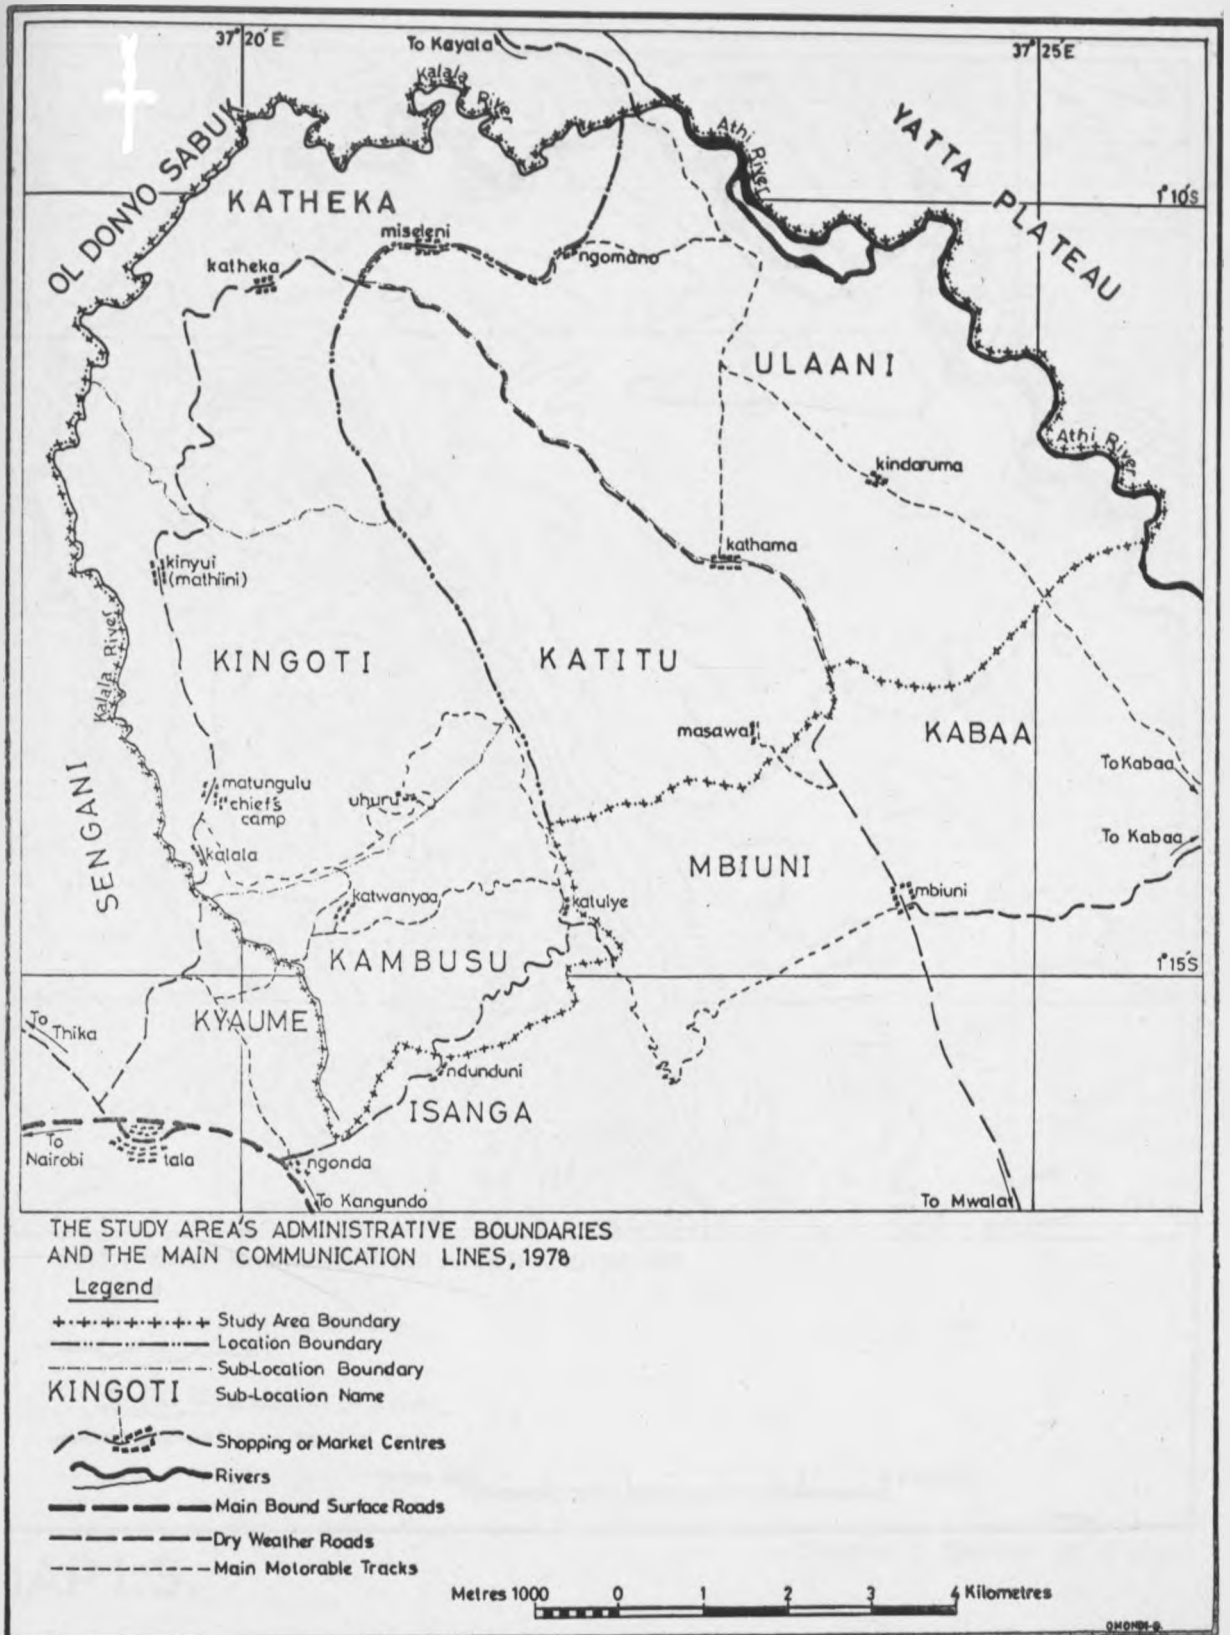 37° 20' E
To Kayata
37° 25' E
Kalala
River
Athi River
YATTA PLATEAU
OL DONYO SABUK
KATHEKA
1° 10'S
miseleni
ngomano
katheka
ULAANI
Athi River
kindaruma
kathama
kinyui
(mathiini)
Kalala River
KINGOTI
KATITU
masawa
KABAA
To Kabaa
SENGANI
matungulu
chief's
camp
uhuru
To Kabaa
kalala
MBIUNI
mbiuni
katwanyaa
katulye
KAMBUSU
1° 15'S
KYAUME
To
Thika
ndunduni
ISANGA
To
Nairobi
tala
ngonda
To Kangundo
To Mwala
THE STUDY AREA'S ADMINISTRATIVE BOUNDARIES
AND THE MAIN COMMUNICATION LINES, 1978
Legend
Study Area Boundary
Location Boundary
Sub-Location Boundary
KINGOTI Sub-Location Name
Shopping or Market Centres
Rivers
Main Bound Surface Roads
Dry Weather Roads
Main Motorable Tracks
Metres 1000 0 1 2 3 4 Kilometres
OMONDI-G.